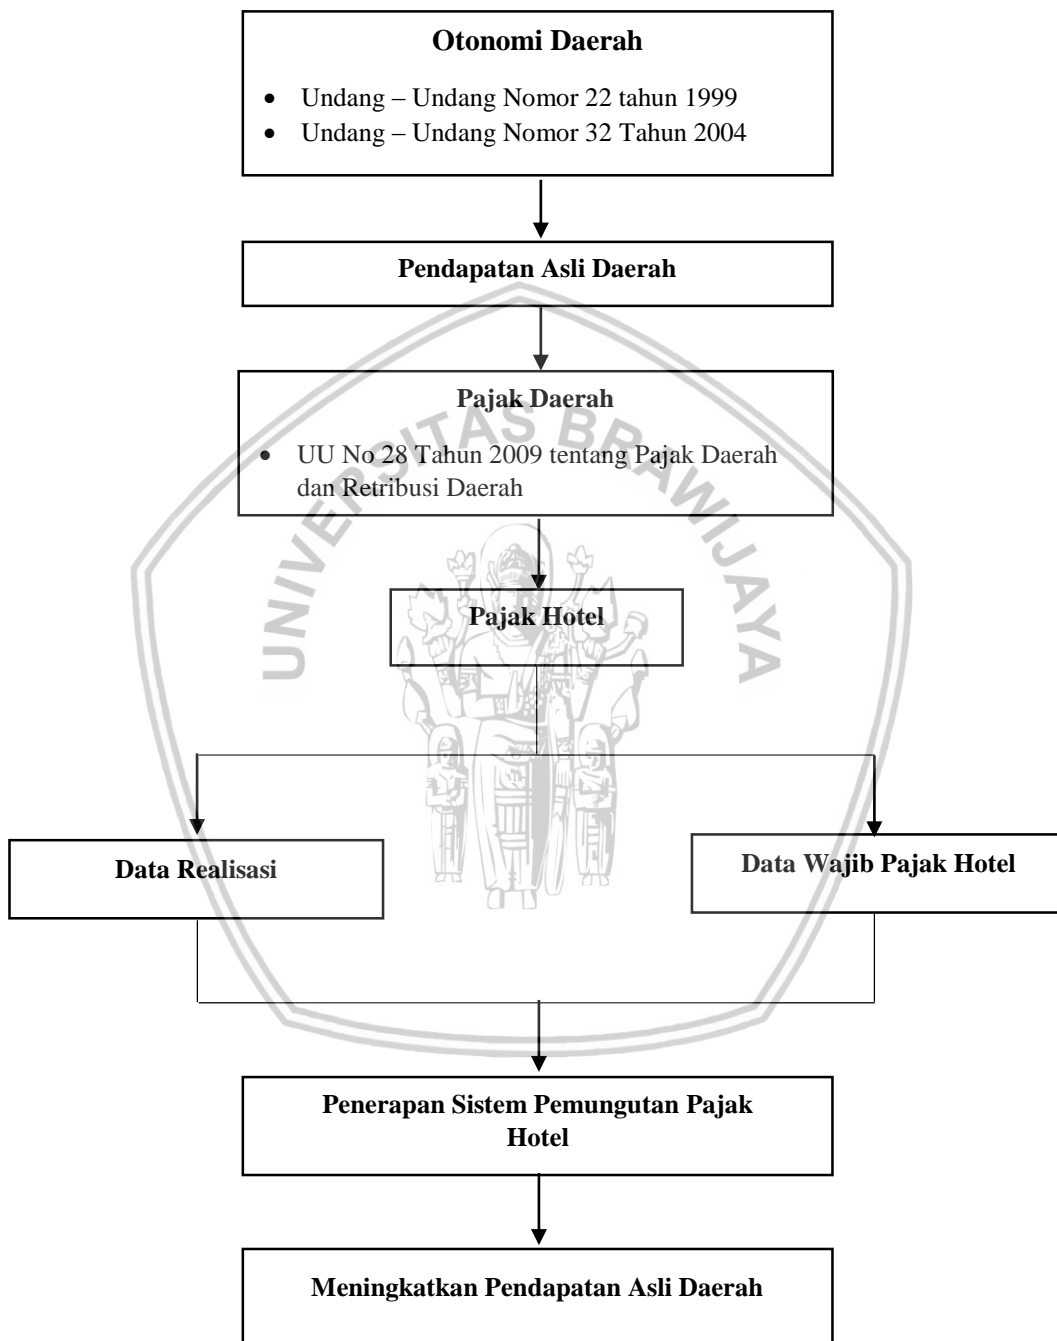 Otonomi Daerah
• Undang – Undang Nomor 22 tahun 1999
• Undang – Undang Nomor 32 Tahun 2004
Pendapatan Asli Daerah
Pajak Daerah
• UU No 28 Tahun 2009 tentang Pajak Daerah
dan Retribusi Daerah
UNIVERSITAS BRAWIJAYA
Pajak Hotel
Data Realisasi
Data Wajib Pajak Hotel
Penerapan Sistem Pemungutan Pajak
Hotel
Meningkatkan Pendapatan Asli Daerah